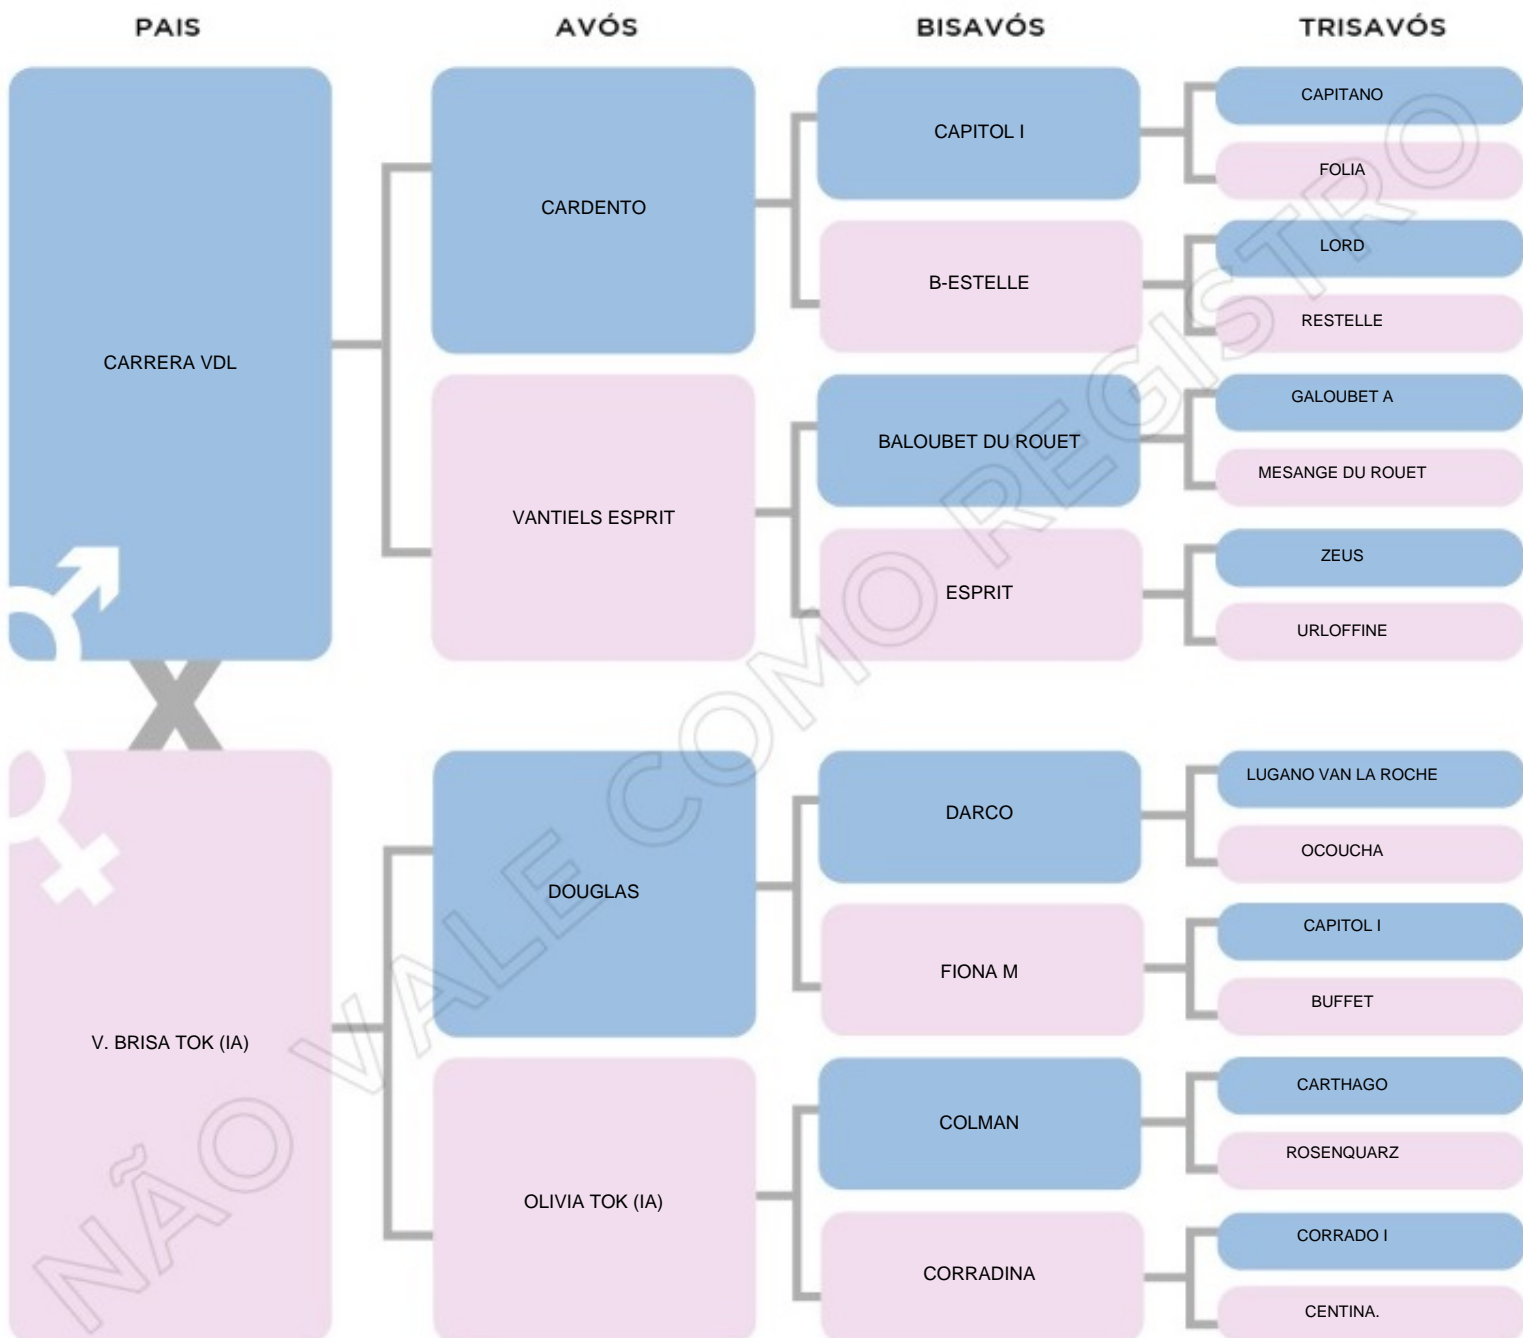 PAIS
AVÓS
BISAVÓS
TRISAVÓS
CARRERA VDL
CARDENTO
VANTIELS ESPRIT
CAPITOL I
B-ESTELLE
BALOUBET DU ROUET
ESPRIT
CAPITANO
FOLIA
LORD
RESTELLE
GALOUBET A
MESANGE DU ROUET
ZEUS
URLOFFINE
X
V. BRISA TOK (IA)
DOUGLAS
OLIVIA TOK (IA)
DARCO
FIONA M
COLMAN
CORRADINA
LUGANO VAN LA ROCHE
OCOUCHA
CAPITOL I
BUFFET
CARTHAGO
ROSENQUARZ
CORRADO I
CENTINA.
NÃO VALE COMO REGISTRO